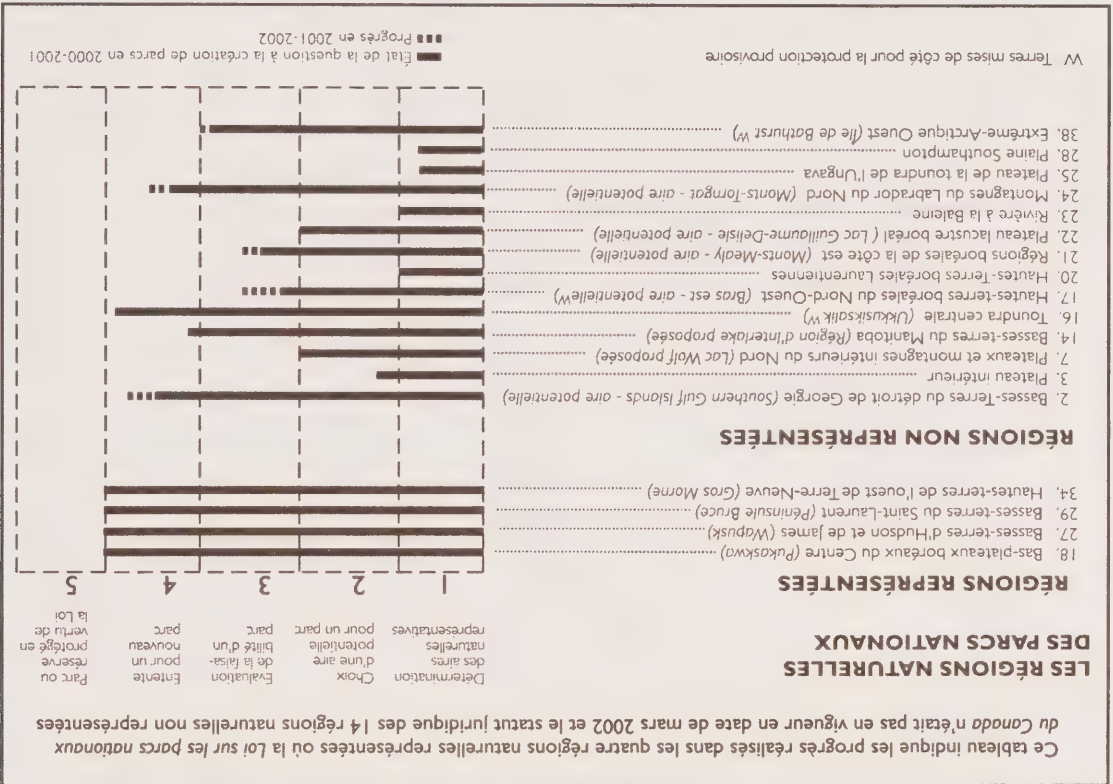 Ce tableau indique les progrès réalisés dans les quatre régions naturelles représentées où la Loi sur les parcs nationaux
du Canada n'était pas en vigueur en date de mars 2002 et le statut juridique des 14 régions naturelles non représentées
LES RÉGIONS NATURELLES
DES PARCS NATIONAUX
Détermination
des aires
naturelles
représentatives
Choix
d'une aire
potentielle
pour un parc
Évaluation
de la faisa-
bilité d'un
parc
Entente
pour un
nouveau
parc
Parc ou
réserve
protégé en
vertu de
la Loi
1 2 3 4 5
RÉGIONS REPRÉSENTÉES
18. Bas-plateaux boréaux du Centre (Pukaskwa)
27. Basses-terres d'Hudson et de James (Wapusk)
29. Basses-terres du Saint-Laurent (Péninsule Bruce)
34. Hautes-terres de l'ouest de Terre-Neuve (Gros Morne)
RÉGIONS NON REPRÉSENTÉES
2. Basses-Terres du détroit de Georgie (Southern Gulf Islands - aire potentielle)
3. Plateau intérieur
7. Plateaux et montagnes intérieurs du Nord (Lac Wolf proposée)
14. Basses-terres du Manitoba (Région d'Interlake proposée)
16. Toundra centrale (Ukkusiksalik W)
17. Hautes-terres boréales du Nord-Ouest (Bras est - aire potentielle W)
20. Hautes-Terres boréales Laurentiennes
21. Régions boréales de la côte est (Monts-Mealy - aire potentielle)
22. Plateau lacustre boréal (Lac Guillaume-Delisle - aire potentielle)
23. Rivière à la Baleine
24. Montagnes du Labrador du Nord (Monts-Torngat - aire potentielle)
25. Plateau de la toundra de l'Ungava
28. Plaine Southampton
38. Extrême-Arctique Ouest (Île de Bathurst W)
W Terres mises de côté pour la protection provisoire
État de la question à la création de parcs en 2000-2001
Progrès en 2001-2002